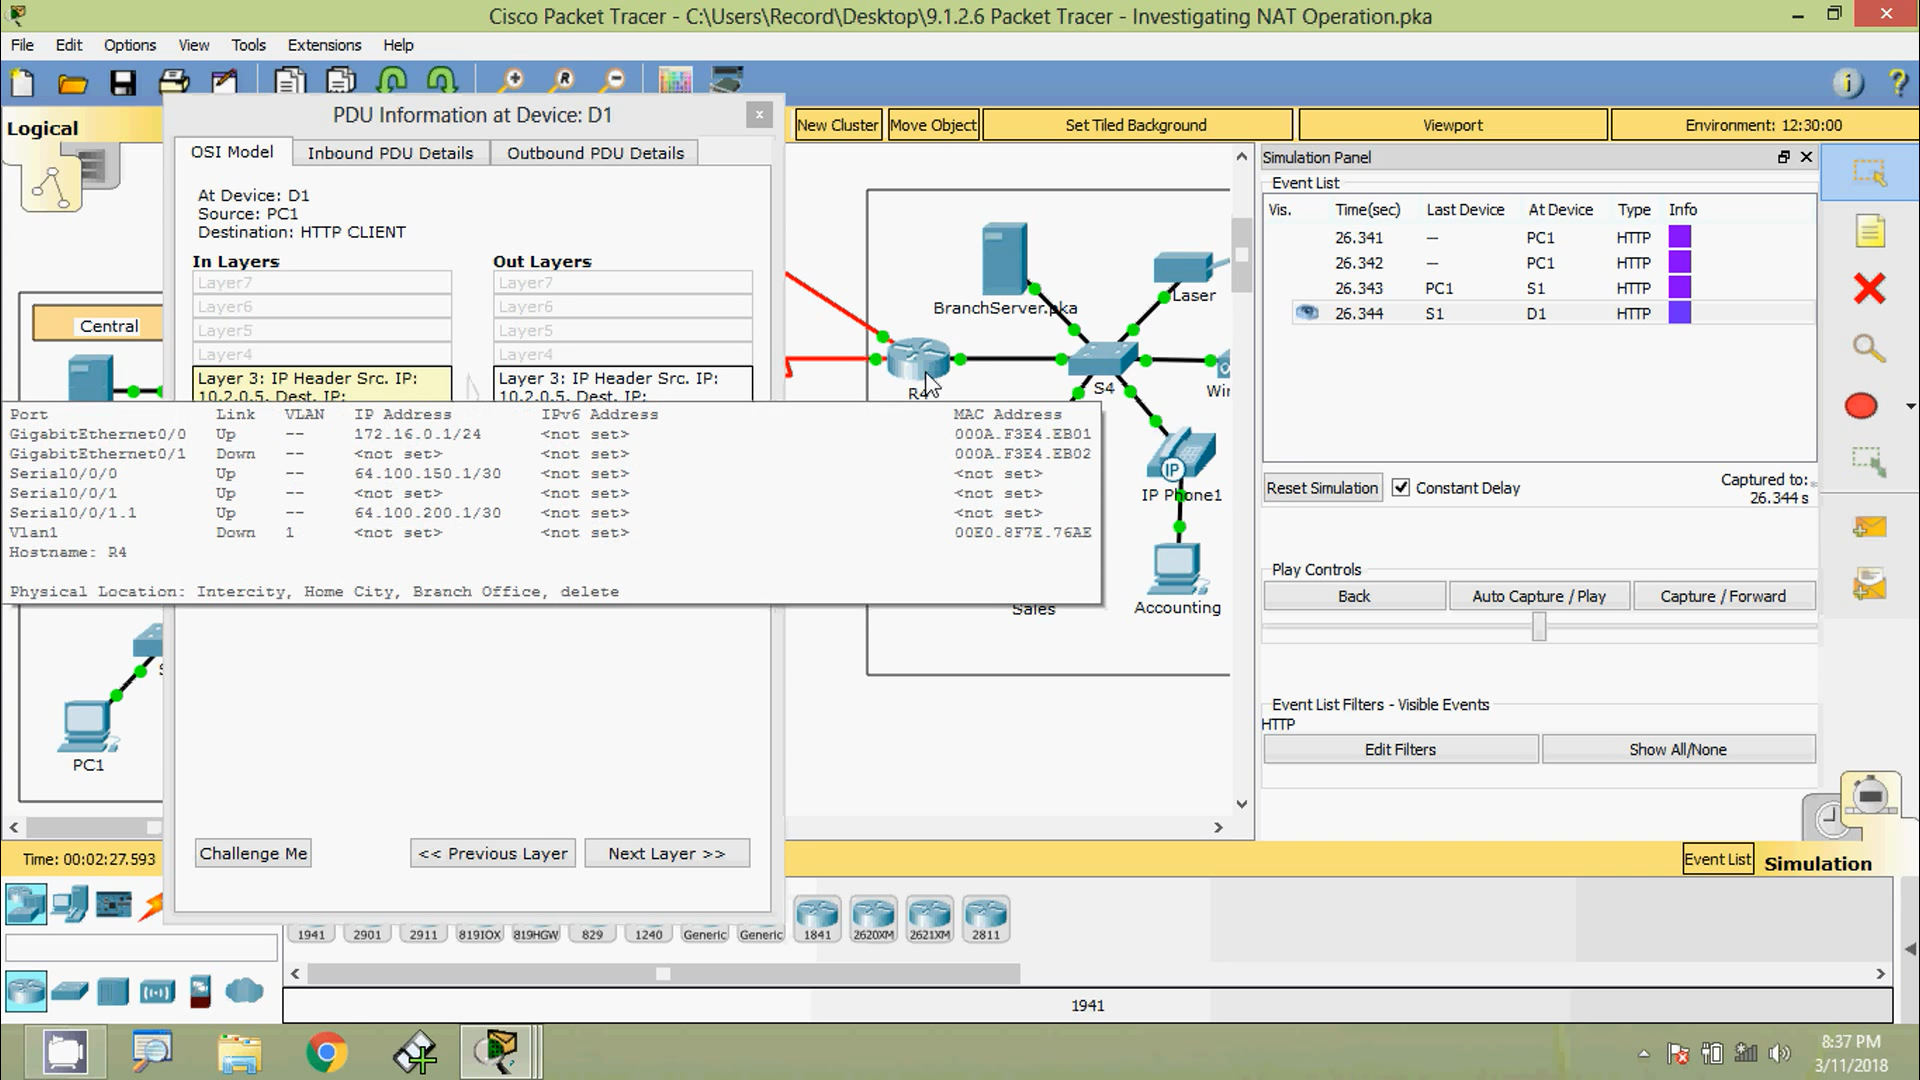 Cisco Packet Tracer - C:\Users\Record\Desktop\9.1.2.6 Packet Tracer - Investigating NAT Operation.pka
File Edit Options View Tools Extensions Help
Logical
New Cluster Move Object Set Tiled Background Viewport Environment: 12:30:00
PDU Information at Device: D1
OSI Model Inbound PDU Details Outbound PDU Details
At Device: D1
Source: PC1
Destination: HTTP CLIENT
In Layers Out Layers
Layer7 Layer7
Layer6 Layer6
Layer5 Layer5
Layer4 Layer4
Layer 3: IP Header Src. IP: Layer 3: IP Header Src. IP:
10.2.0.5, Dest. IP: 10.2.0.5, Dest. IP:
Port Link VLAN IP Address IPv6 Address MAC Address
GigabitEthernet0/0 Up -- 172.16.0.1/24 <not set> 000A.F3E4.EB01
GigabitEthernet0/1 Down -- <not set> <not set> 000A.F3E4.EB02
Serial0/0/0 Up -- 64.100.150.1/30 <not set> <not set>
Serial0/0/1 Up -- <not set> <not set> <not set>
Serial0/0/1.1 Up -- 64.100.200.1/30 <not set> <not set>
Vlan1 Down 1 <not set> <not set> 00E0.8F7E.76AE
Hostname: R4
Physical Location: Intercity, Home City, Branch Office, delete
Challenge Me << Previous Layer Next Layer >>
Central
PC1
BranchServer.pka
Laser
R4
S4
Win
IP
IP Phone1
Sales
Accounting
Simulation Panel
Event List
Vis. Time(sec) Last Device At Device Type Info
26.341 -- PC1 HTTP
26.342 -- PC1 HTTP
26.343 PC1 S1 HTTP
26.344 S1 D1 HTTP
Reset Simulation Constant Delay Captured to:
26.344 s
Play Controls
Back Auto Capture / Play Capture / Forward
Event List Filters - Visible Events
HTTP
Edit Filters Show All/None
Time: 00:02:27.593 Event List Simulation
1941 2901 2911 819IOX 819HGW 829 1240 Generic Generic 1841 2620XM 2621XM 2811
1941
8:37 PM
3/11/2018